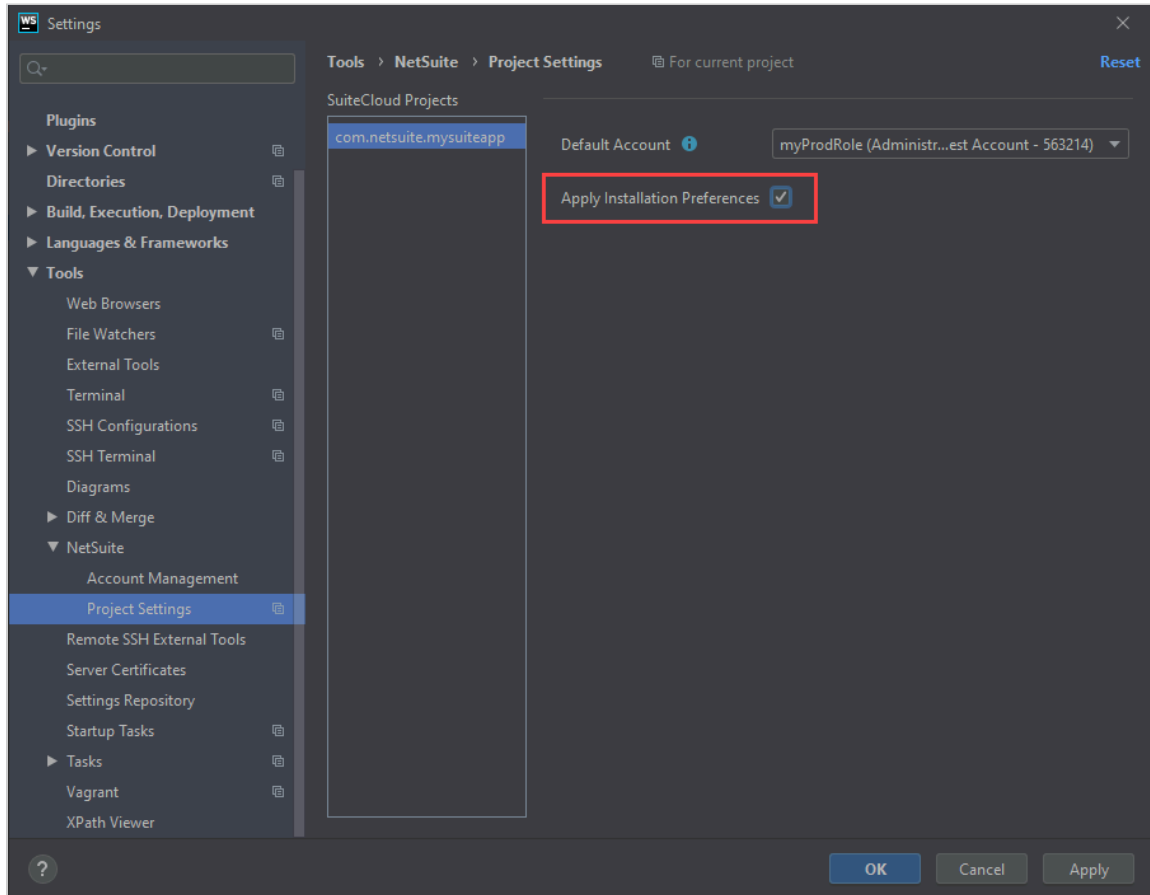 WS Settings
Tools › NetSuite › Project Settings For current project Reset
Plugins
Version Control
Directories
Build, Execution, Deployment
Languages & Frameworks
Tools
Web Browsers
File Watchers
External Tools
Terminal
SSH Configurations
SSH Terminal
Diagrams
Diff & Merge
NetSuite
Account Management
Project Settings
Remote SSH External Tools
Server Certificates
Settings Repository
Startup Tasks
Tasks
Vagrant
XPath Viewer
SuiteCloud Projects
com.netsuite.mysuiteapp
Default Account myProdRole (Administr...est Account - 563214)
Apply Installation Preferences
? OK Cancel Apply